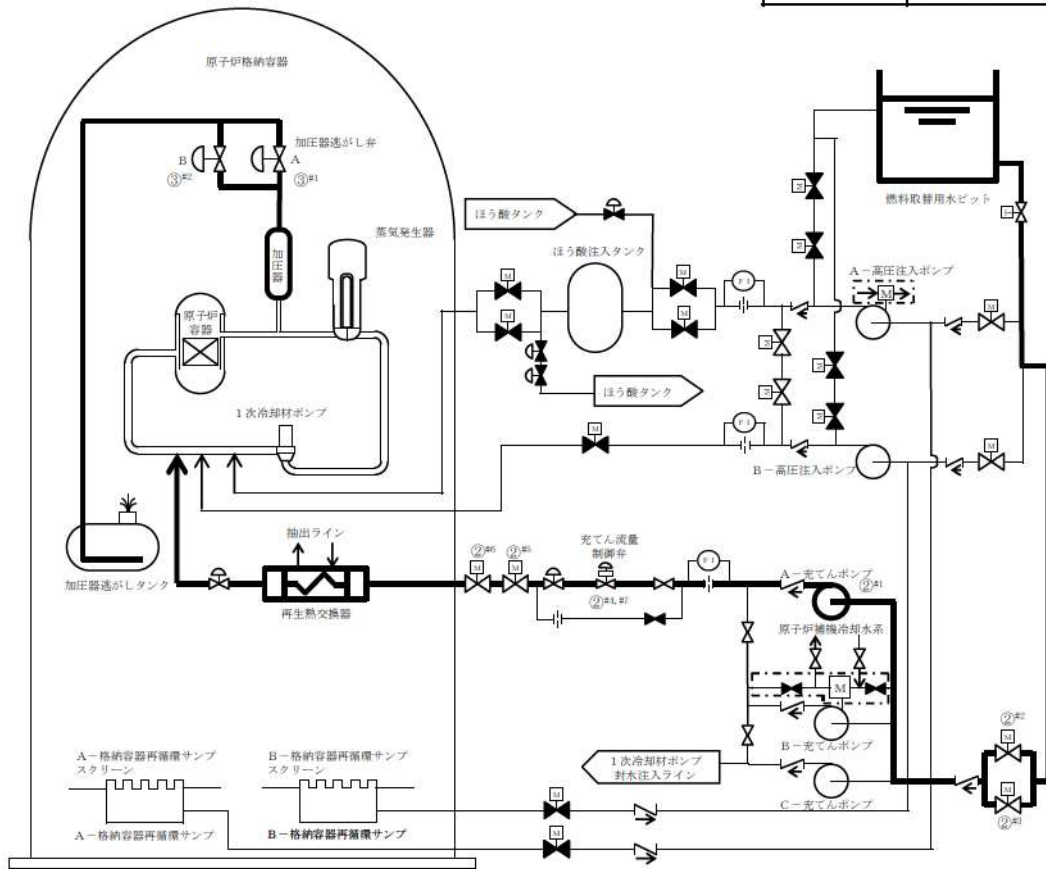 原子炉格納容器
加圧器逃がし弁
B
A
③#2
③#1
加圧器
蒸気発生器
原子炉
容器
1次冷却材ポンプ
加圧器逃がしタンク
抽出ライン
再生熱交換器
ほう酸タンク
ほう酸注入タンク
M
M
M
M
F I
ほう酸タンク
M
F I
M
M
M
M
M
M
燃料取替用水ピット
M
A-高圧注入ポンプ
M
M
B-高圧注入ポンプ
M
②#6
②#5
充てん流量
制御弁
M
M
②#4, #7
F I
A-充てんポンプ
②#1
原子炉補機冷却水系
M
B-充てんポンプ
1次冷却材ポンプ
封水注入ライン
C-充てんポンプ
②#2
M
M
②#3
A-格納容器再循環サンプ
スクリーン
B-格納容器再循環サンプ
スクリーン
A-格納容器再循環サンプ
B-格納容器再循環サンプ
M
M